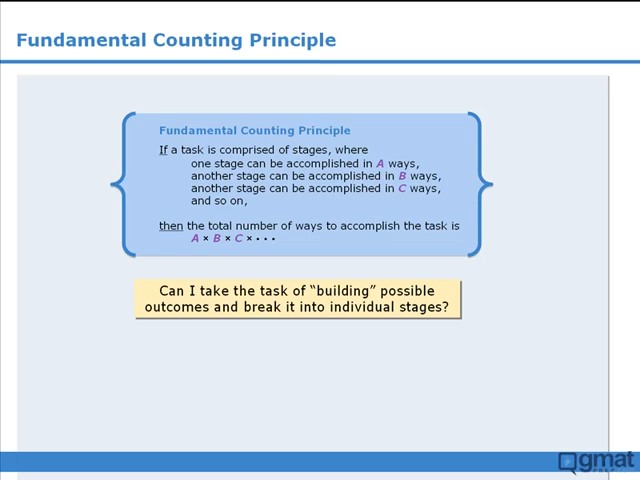 Fundamental Counting Principle
Fundamental Counting Principle
If a task is comprised of stages, where
one stage can be accomplished in A ways,
another stage can be accomplished in B ways,
another stage can be accomplished in C ways,
and so on,
then the total number of ways to accomplish the task is
A × B × C × • • •
Can I take the task of “building” possible
outcomes and break it into individual stages?
gmat